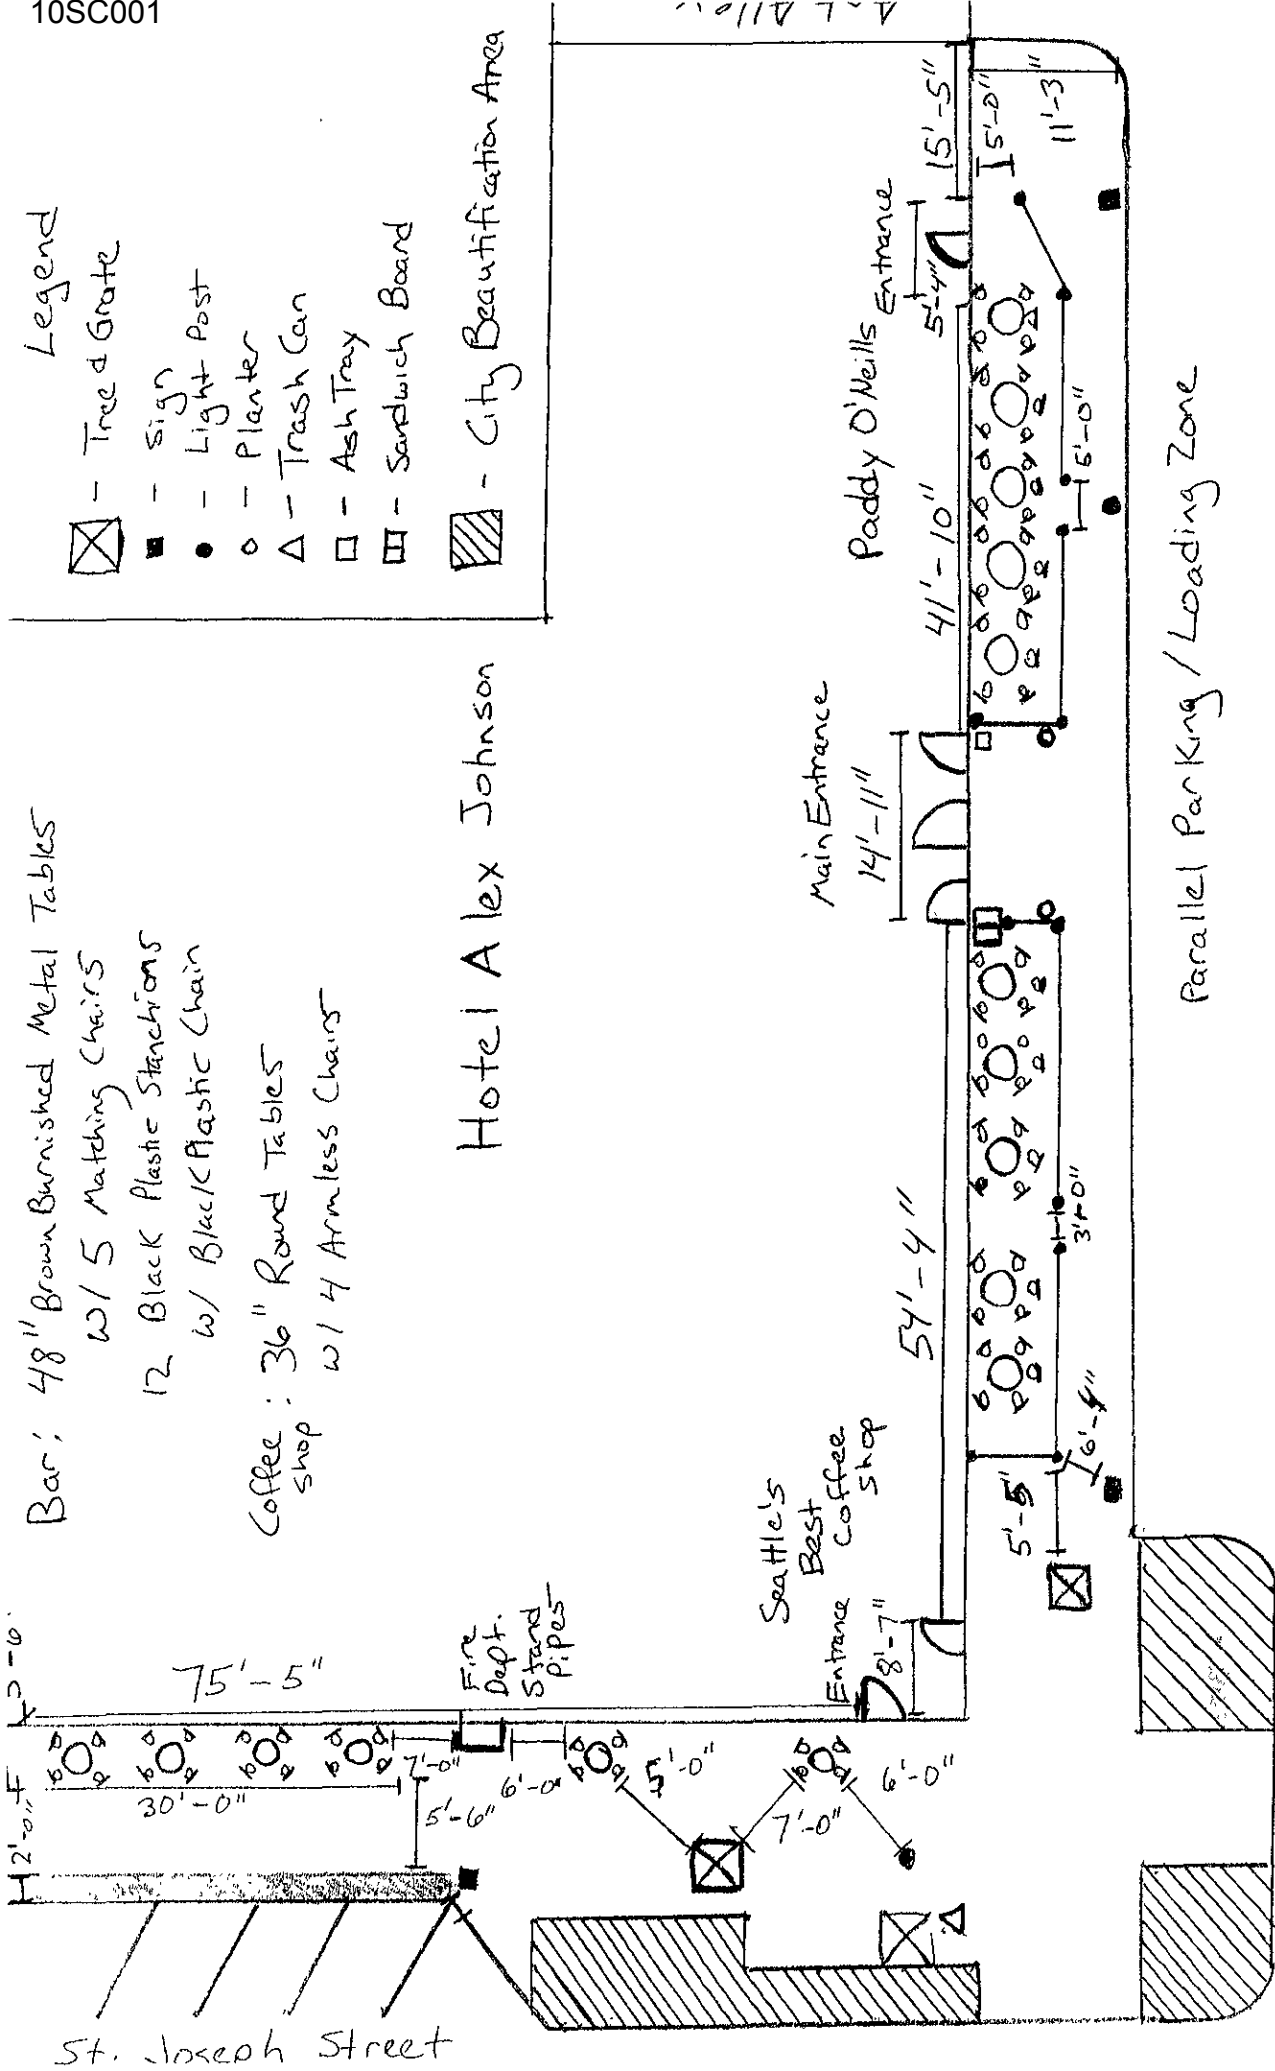 10SC001
Legend
- Tree & Grate
- Sign
- Light Post
- Planter
- Trash Can
- Ash Tray
- Sandwich Board
- City Beautification Area
Bar: 48" Brown Burnished Metal Tables
w/ 5 Matching Chairs
12 Black Plastic Stanchions
w/ Black Plastic Chain
Coffee : 36" Round Tables
Shop
w/ 4 Armless Chairs
Hotel Alex Johnson
15'-5"
5'-0"
11'-3"
Entrance
5'-4"
Paddy O'Neills
41'-10"
5'-0"
Main Entrance
14'-11"
54'-4"
3'-0"
6'-4"
5'-5"
Parallel Parking / Loading Zone
Seattle's
Best
Coffee
Shop
Entrance
8'-7"
Fire
Dept.
Stand
Pipes
75'-5"
7'-0"
6'-0"
5'-0"
6'-0"
7'-0"
30'-0"
5'-6"
2'-0"
St. Joseph Street